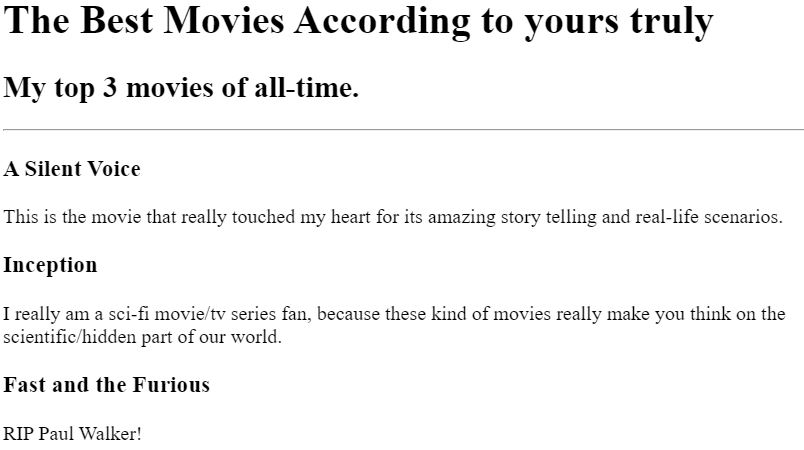 The Best Movies According to yours truly
My top 3 movies of all-time.
A Silent Voice
This is the movie that really touched my heart for its amazing story telling and real-life scenarios.
Inception
I really am a sci-fi movie/tv series fan, because these kind of movies really make you think on the
scientific/hidden part of our world.
Fast and the Furious
RIP Paul Walker!